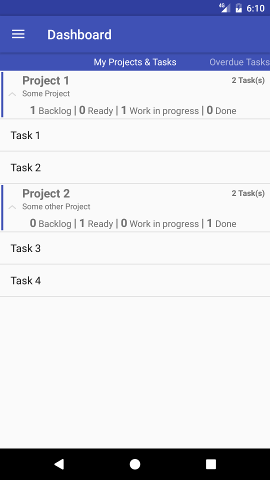 4G 6:10
Dashboard
My Projects & Tasks Overdue Tasks
Project 1 2 Task(s)
Some Project
1 Backlog | 0 Ready | 1 Work in progress | 0 Done
Task 1
Task 2
Project 2 2 Task(s)
Some other Project
0 Backlog | 1 Ready | 0 Work in progress | 1 Done
Task 3
Task 4